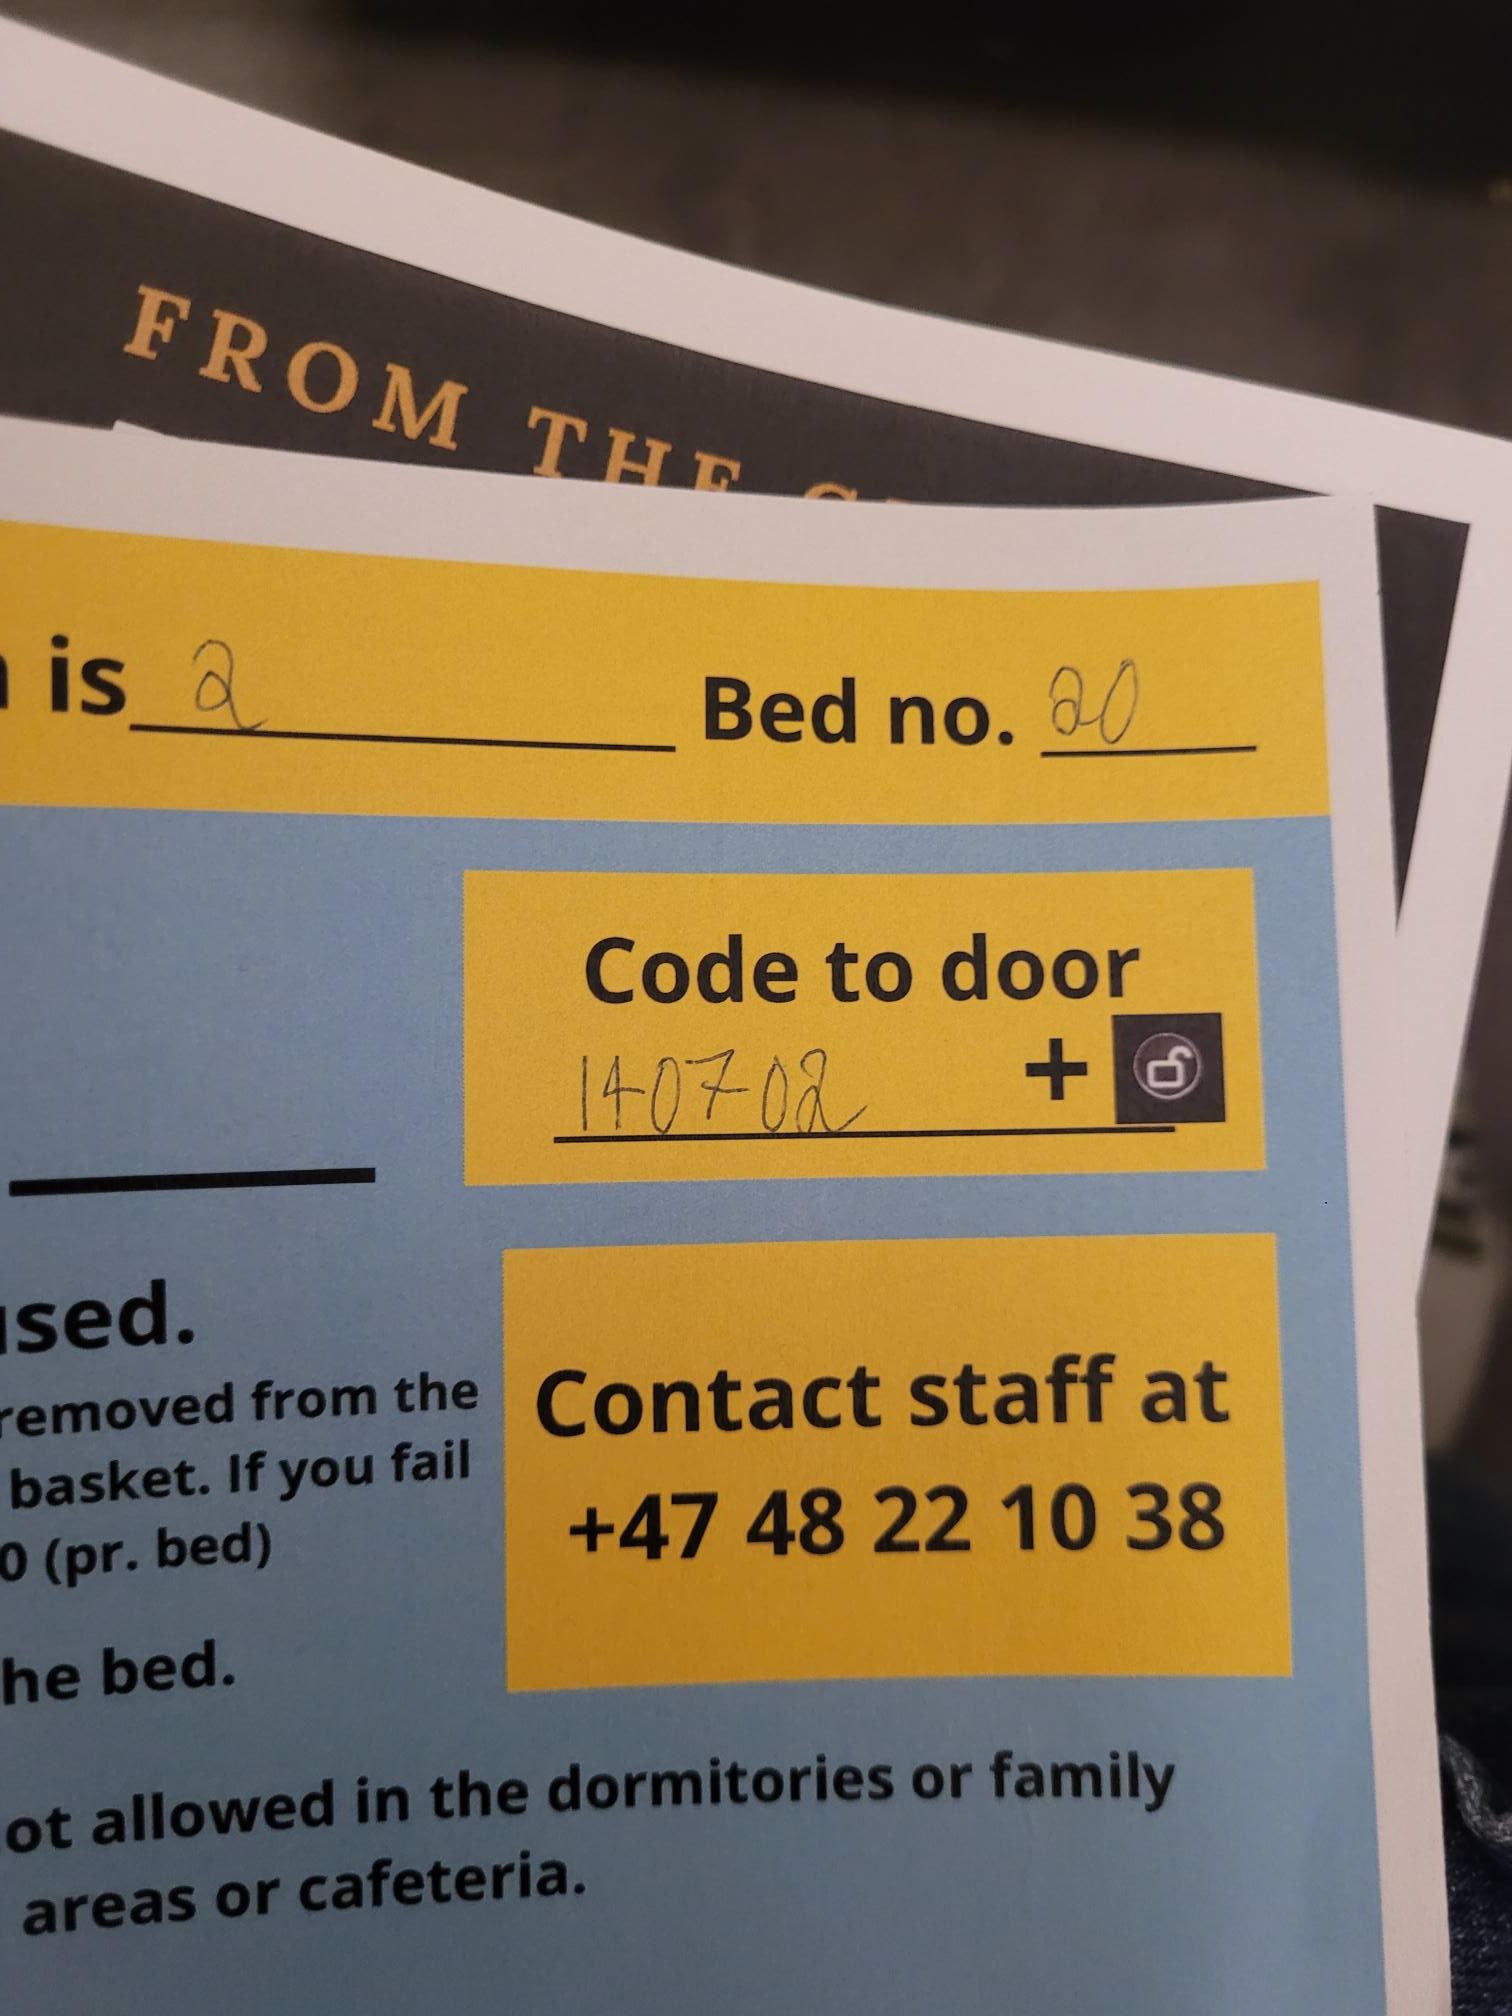 FROM THE
is 2 Bed no. 20
Code to door
140702 +
used.
removed from the
basket. If you fail
0 (pr. bed)
he bed.
Contact staff at
+47 48 22 10 38
ot allowed in the dormitories or family
areas or cafeteria.